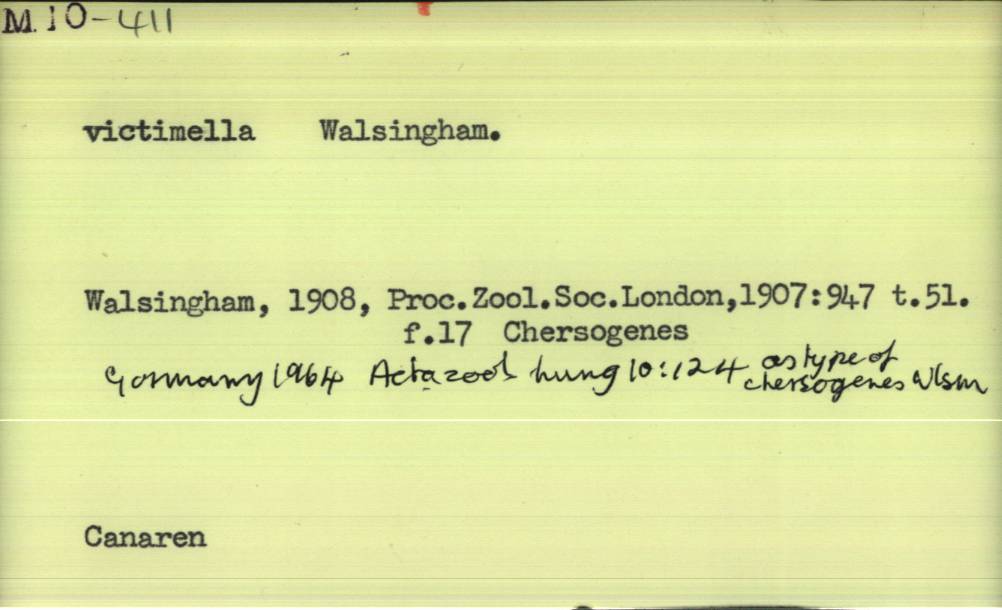 M.10-411
victimella Walsingham.
Walsingham, 1908, Proc.Zool.Soc.London,1907:947 t.51.
f.17 Chersogenes
Gozmany 1964 Acta zool hung 10:124 as type of
chersogenes Wlsm
Canaren